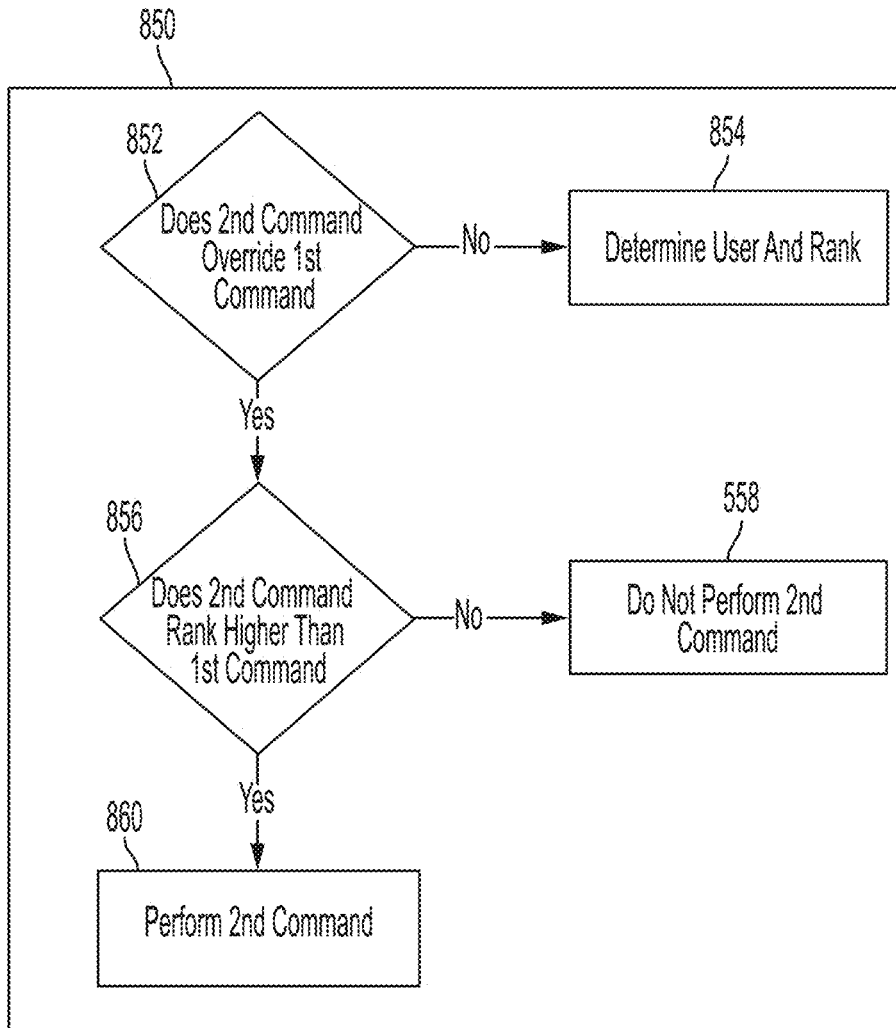 850
852
Does 2nd Command
Override 1st
Command
No
854
Determine User And Rank
Yes
856
Does 2nd Command
Rank Higher Than
1st Command
No
558
Do Not Perform 2nd
Command
Yes
860
Perform 2nd Command